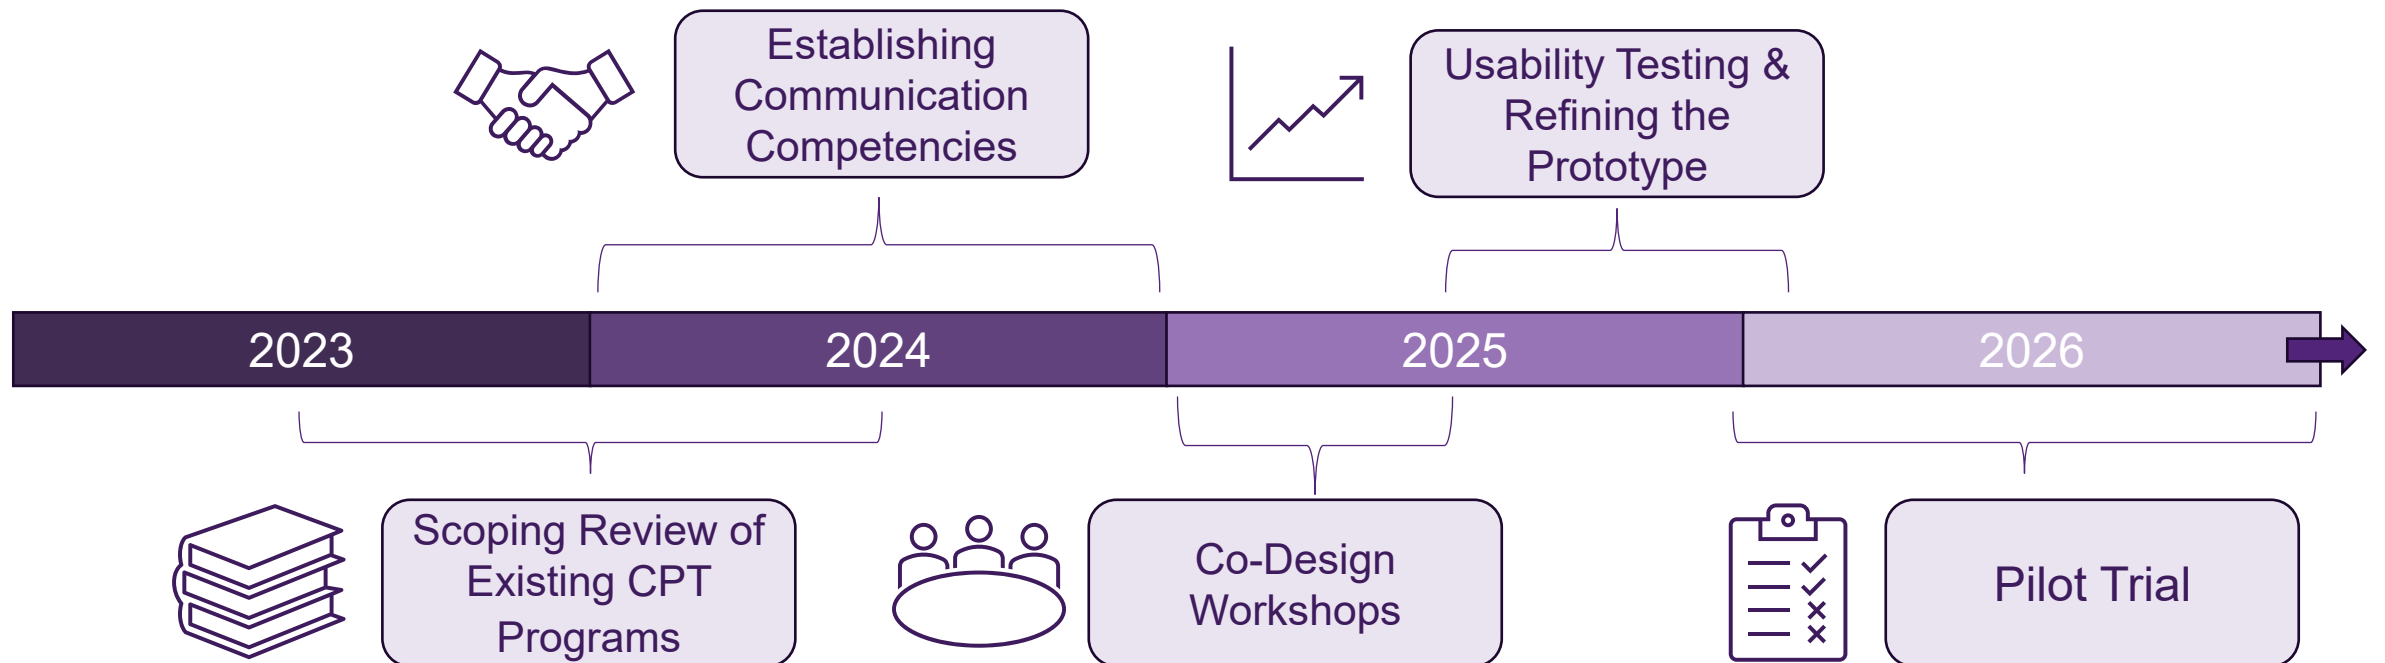 Establishing
Communication
Competencies
Usability Testing &
Refining the
Prototype
2023
2024
2025
2026
Scoping Review of
Existing CPT
Programs
Co-Design
Workshops
Pilot Trial